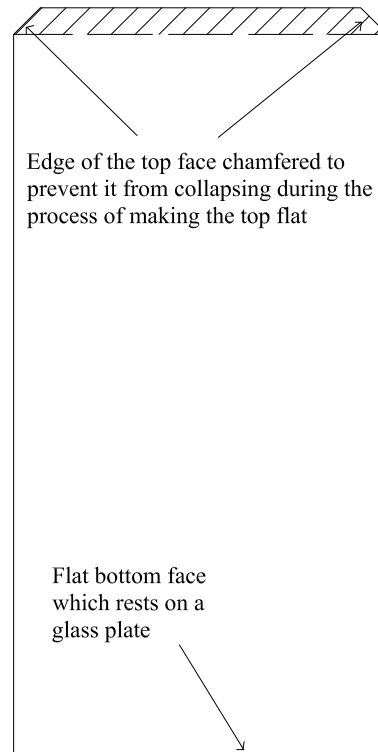 Edge of the top face chamfered to
prevent it from collapsing during the
process of making the top flat
Flat bottom face
which rests on a
glass plate